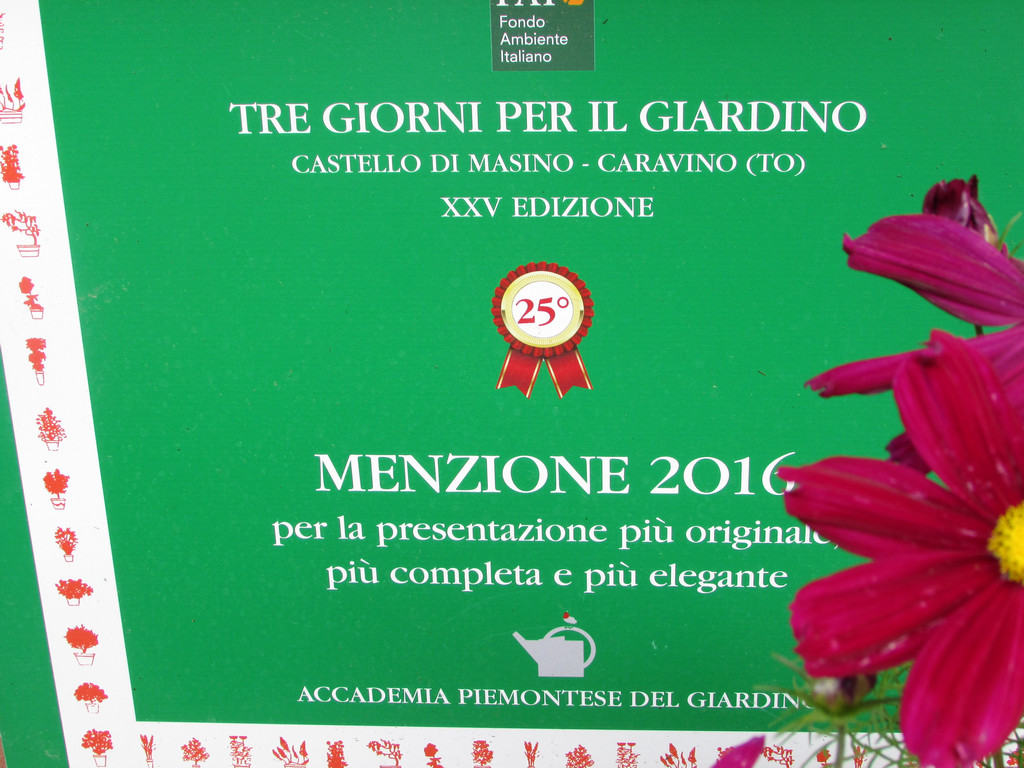 FAI
Fondo
Ambiente
Italiano
TRE GIORNI PER IL GIARDINO
CASTELLO DI MASINO - CARAVINO (TO)
XXV EDIZIONE
25°
MENZIONE 2016
per la presentazione più originale,
più completa e più elegante
ACCADEMIA PIEMONTESE DEL GIARDINO